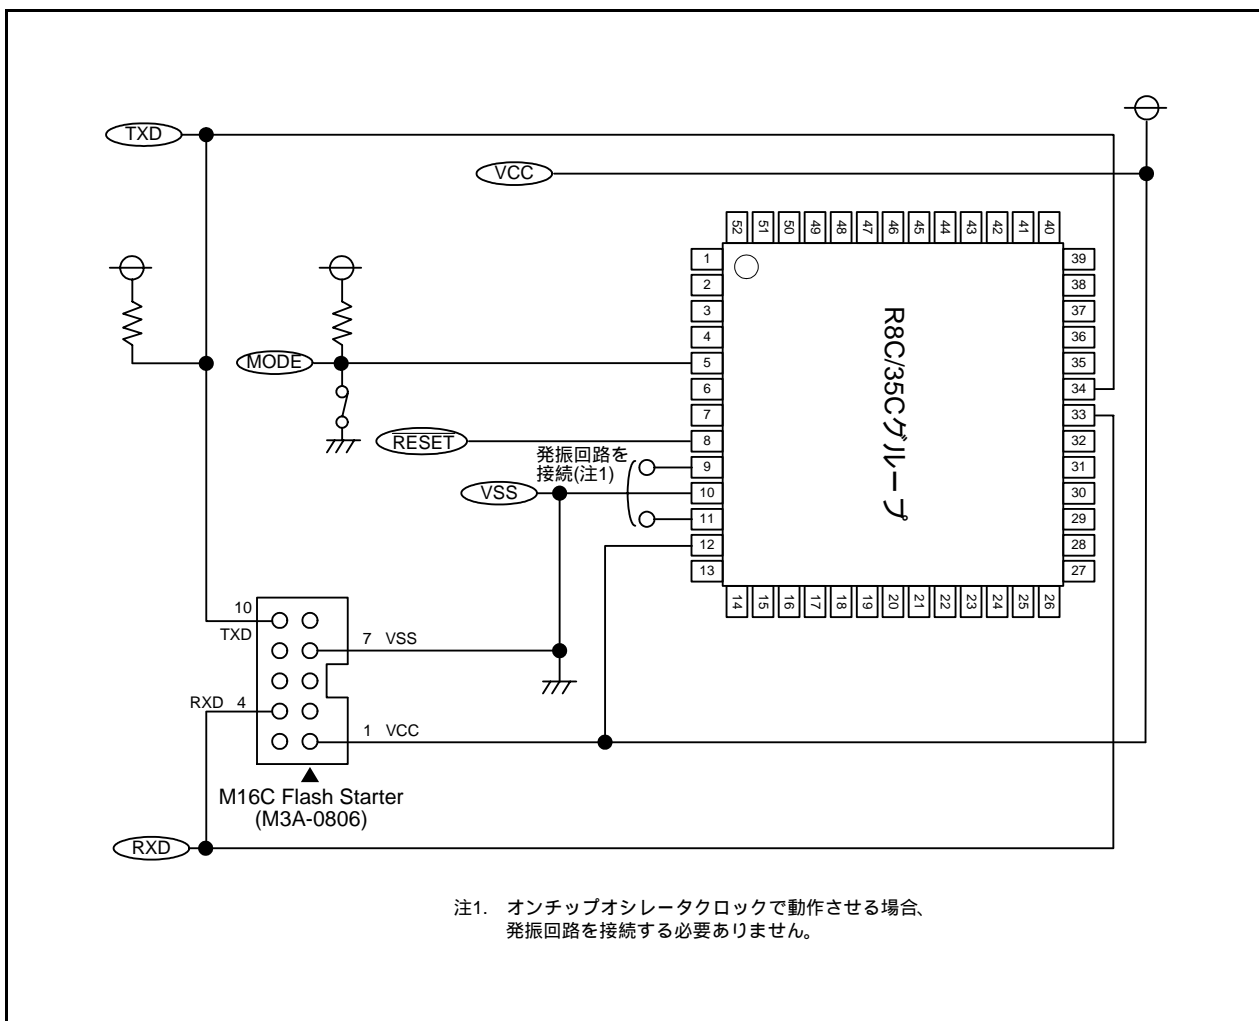 TXD
VCC
52 51 50 49 48 47 46 45 44 43 42 41 40
1
2
3
4
5
6
7
8
9
10
11
12
13
39
38
37
36
35
34
33
32
31
30
29
28
27
14 15 16 17 18 19 20 21 22 23 24 25 26
R8C/35Cグループ
MODE
RESET
発振回路を
接続(注1)
VSS
10
TXD
7 VSS
RXD 4
1 VCC
M16C Flash Starter
(M3A-0806)
RXD
注1. オンチップオシレータクロックで動作させる場合、
発振回路を接続する必要ありません。